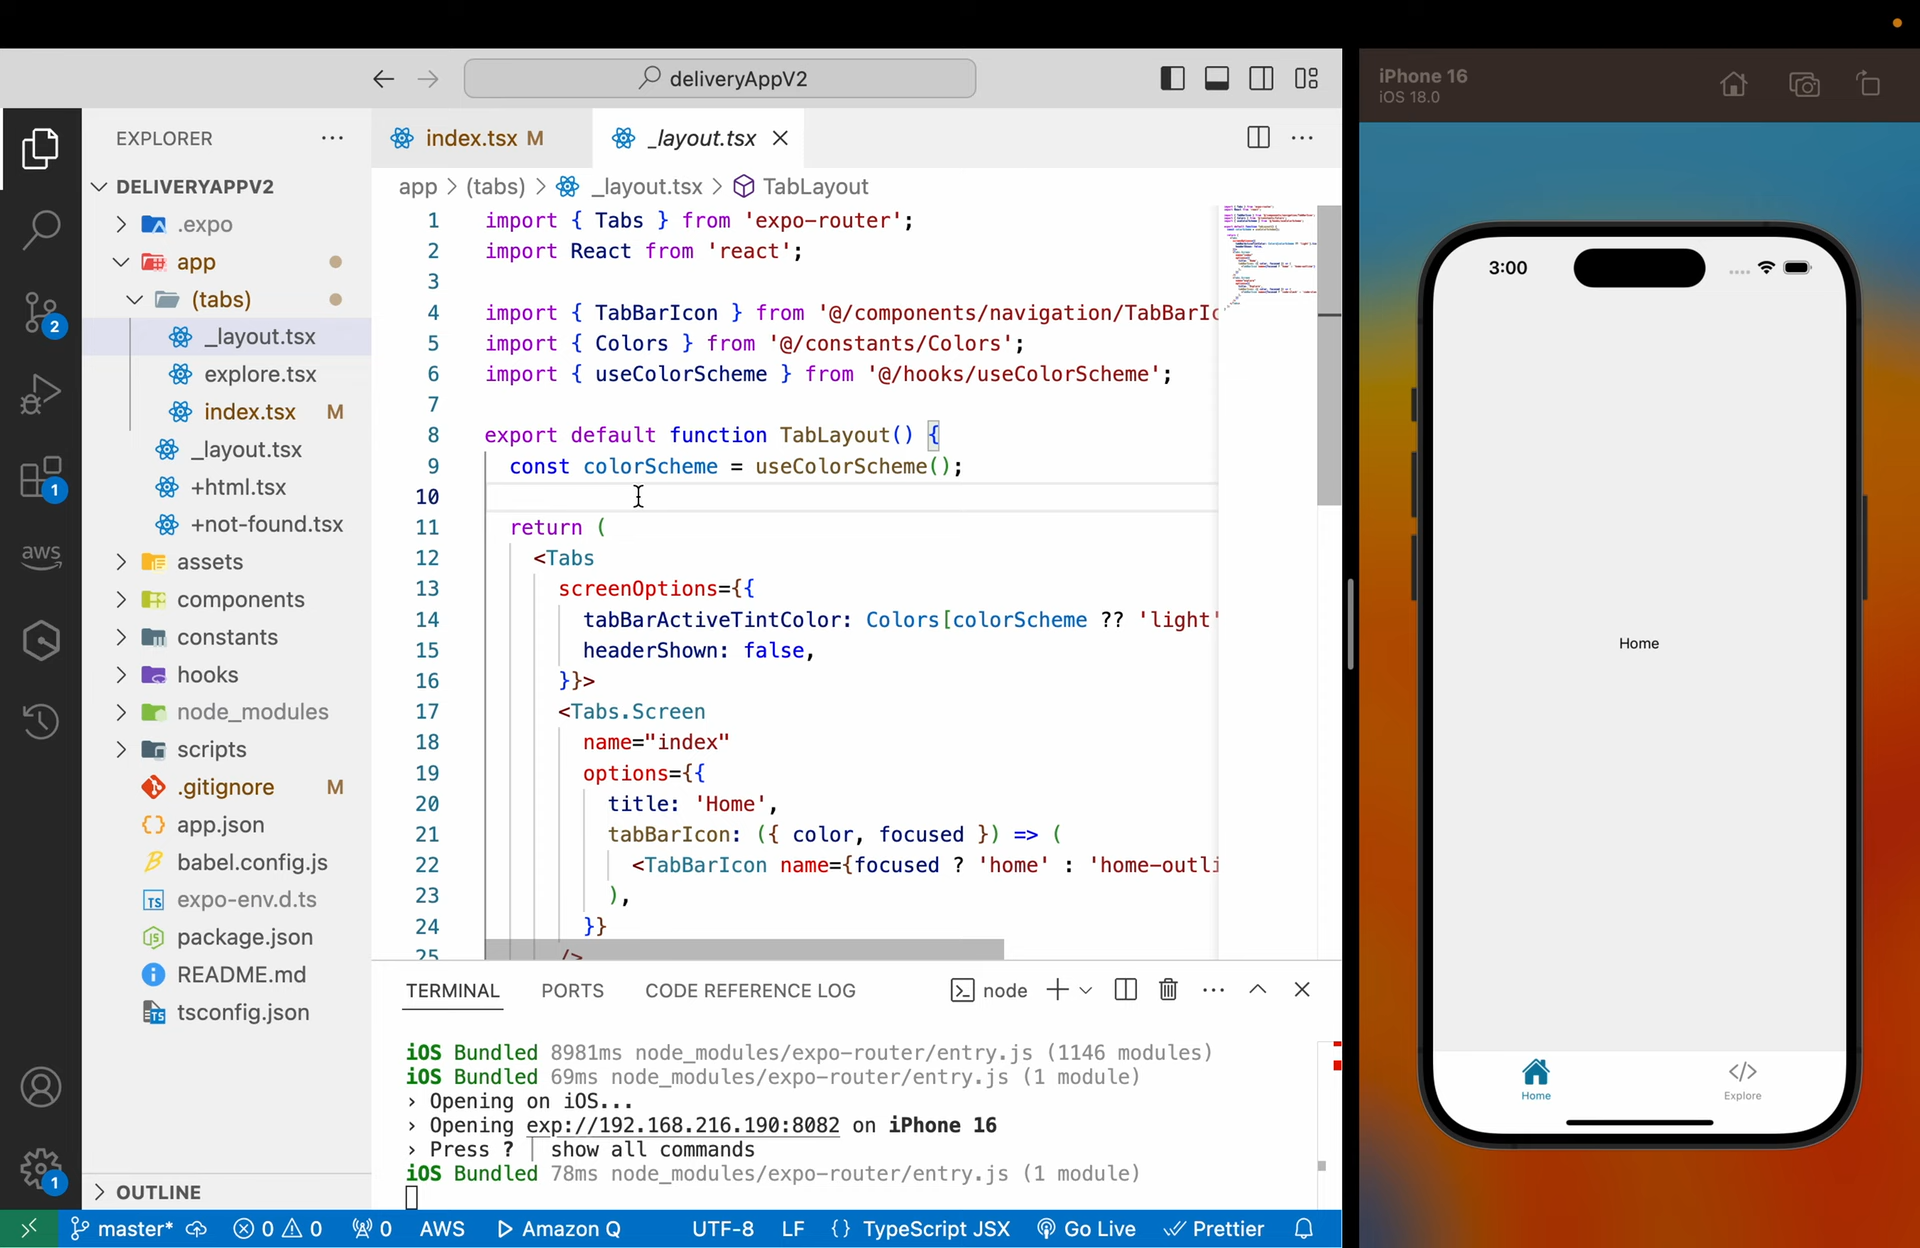 deliveryAppV2
iPhone 16
iOS 18.0
EXPLORER
index.tsx M
_layout.tsx
DELIVERYAPPV2
app > (tabs) > _layout.tsx > TabLayout
.expo
app
(tabs)
_layout.tsx
explore.tsx
index.tsx M
_layout.tsx
+html.tsx
+not-found.tsx
assets
components
constants
hooks
node_modules
scripts
.gitignore M
app.json
babel.config.js
expo-env.d.ts
package.json
README.md
tsconfig.json
OUTLINE
2
1
aws
1
1 import { Tabs } from 'expo-router';
2 import React from 'react';
3
4 import { TabBarIcon } from '@/components/navigation/TabBarIc
5 import { Colors } from '@/constants/Colors';
6 import { useColorScheme } from '@/hooks/useColorScheme';
7
8 export default function TabLayout() {
9 const colorScheme = useColorScheme();
10
11 return (
12 <Tabs
13 screenOptions={{
14 tabBarActiveTintColor: Colors[colorScheme ?? 'light'
15 headerShown: false,
16 }}>
17 <Tabs.Screen
18 name="index"
19 options={{
20 title: 'Home',
21 tabBarIcon: ({ color, focused }) => (
22 <TabBarIcon name={focused ? 'home' : 'home-outli
23 ),
24 }}
25 />
TERMINAL PORTS CODE REFERENCE LOG node
iOS Bundled 8981ms node_modules/expo-router/entry.js (1146 modules)
iOS Bundled 69ms node_modules/expo-router/entry.js (1 module)
› Opening on iOS...
› Opening exp://192.168.216.190:8082 on iPhone 16
› Press ? │ show all commands
iOS Bundled 78ms node_modules/expo-router/entry.js (1 module)
master* 0 0 0 AWS Amazon Q UTF-8 LF {} TypeScript JSX Go Live Prettier
3:00
Home
Home
Explore